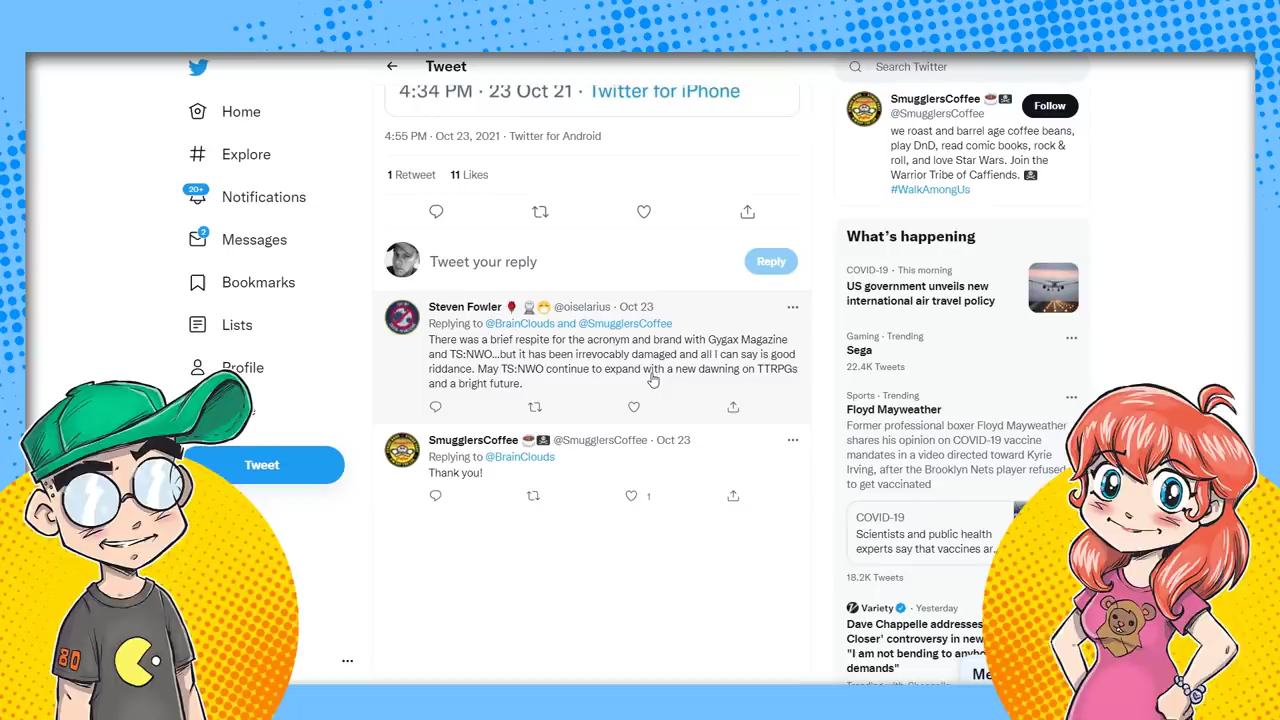 Tweet
Search Twitter
4:34 PM · 23 Oct 21 · Twitter for iPhone
4:55 PM · Oct 23, 2021 · Twitter for Android
1 Retweet 11 Likes
Tweet your reply
Reply
Steven Fowler @oiselarius · Oct 23
Replying to @BrainClouds and @SmugglersCoffee
There was a brief respite for the acronym and brand with Gygax Magazine
and TS:NWO...but it has been irrevocably damaged and all I can say is good
riddance. May TS:NWO continue to expand with a new dawning on TTRPGs
and a bright future.
SmugglersCoffee @SmugglersCoffee · Oct 23
Replying to @BrainClouds
Thank you!
1
Home
Explore
20+
Notifications
2
Messages
Bookmarks
Lists
Profile
Tweet
80
SmugglersCoffee
@SmugglersCoffee
Follow
we roast and barrel age coffee beans,
play DnD, read comic books, rock &
roll, and love Star Wars. Join the
Warrior Tribe of Caffiends.
#WalkAmongUs
What's happening
COVID-19 · This morning
US government unveils new
international air travel policy
Gaming · Trending
Sega
22.4K Tweets
Sports · Trending
Floyd Mayweather
Former professional boxer Floyd Mayweather
shares his opinion on COVID-19 vaccine
mandates in a video directed toward Kyrie
Irving, after the Brooklyn Nets player refused
to get vaccinated
COVID-19
Scientists and public health
experts say that vaccines ar...
18.2K Tweets
Variety · Yesterday
Dave Chappelle addresses
Closer' controversy in new
"I am not bending to anybo
demands"
Me